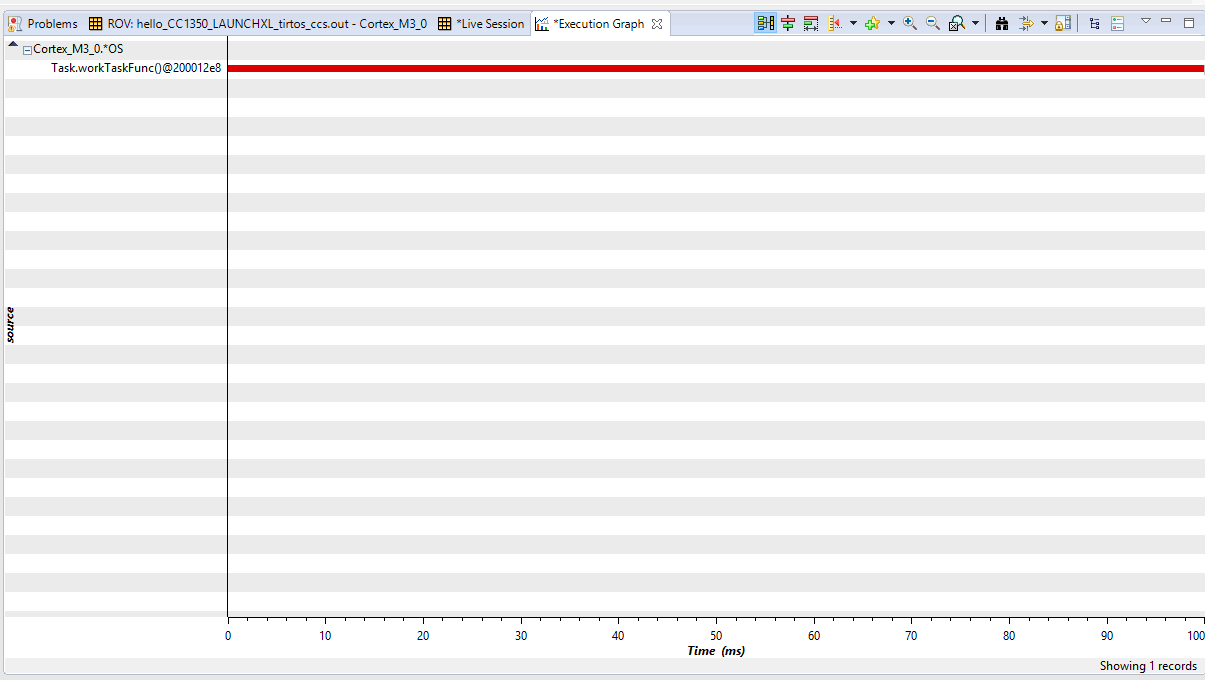 Problems ROV: hello_CC1350_LAUNCHXL_tirtos_ccs.out - Cortex_M3_0 *Live Session *Execution Graph
Cortex_M3_0.*OS
Task.workTaskFunc()@200012e8
source
0 10 20 30 40 50 60 70 80 90 100
Time (ms)
Showing 1 records